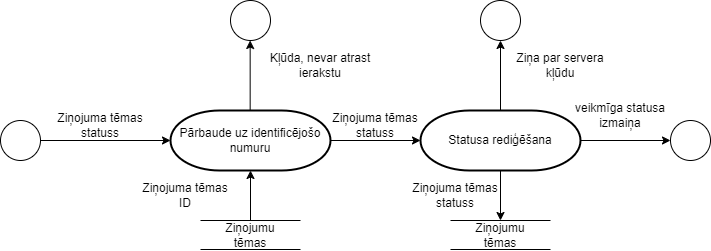 Kļūda, nevar atrast
ierakstu
Ziņa par servera
kļūdu
Ziņojuma tēmas
statuss
Pārbaude uz identificējošo
numuru
Ziņojuma tēmas
statuss
Statusa rediģēšana
veikmīga statusa
izmaiņa
Ziņojuma tēmas
ID
Ziņojuma tēmas
statuss
Ziņojumu
tēmas
Ziņojumu
tēmas